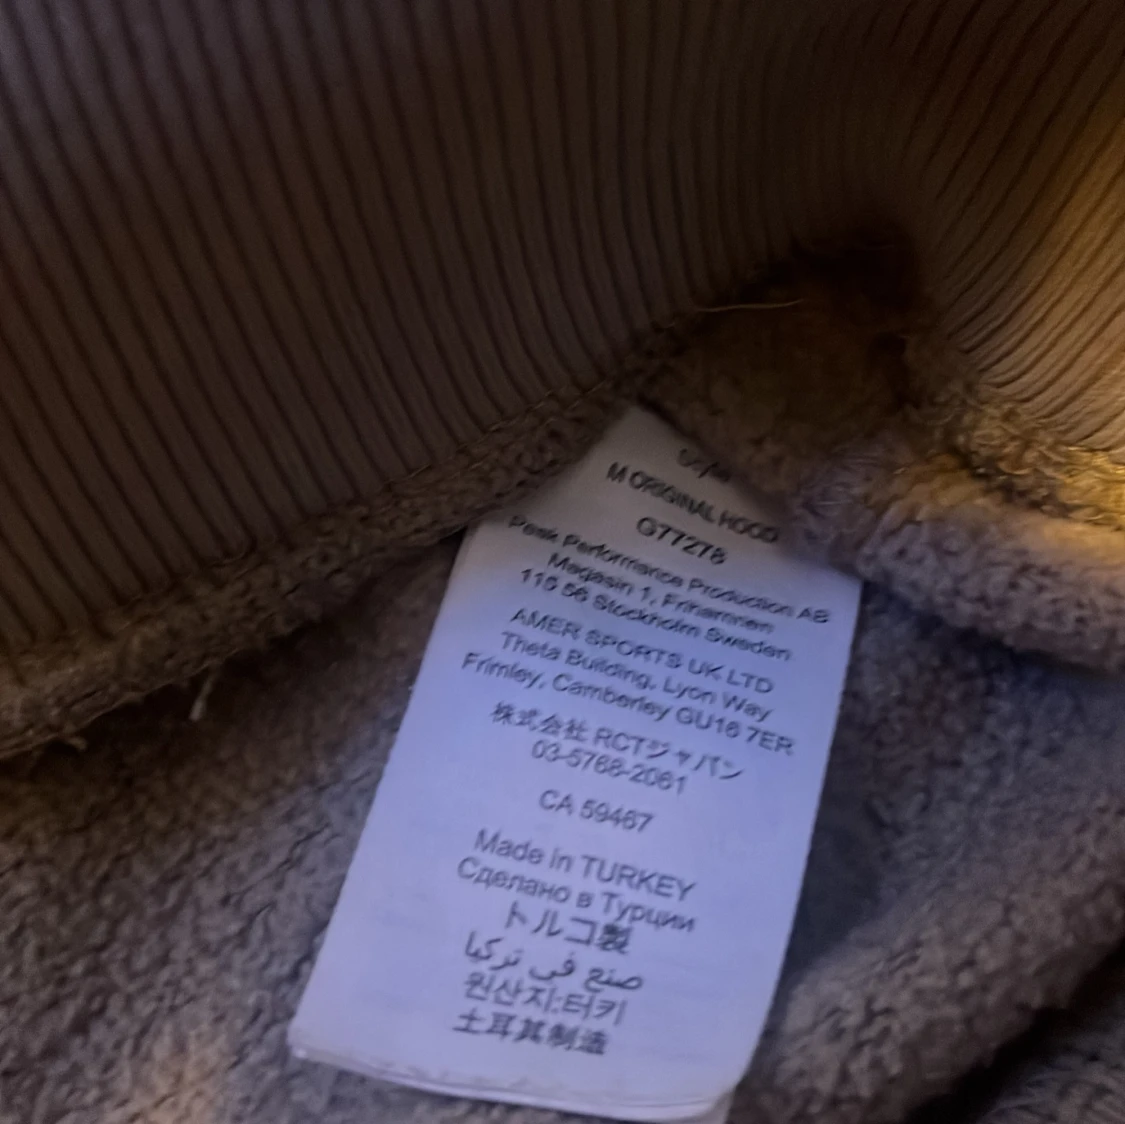 M ORIGINAL HOOD
G77278
Peak Performance Production AB
Magasin 1, Frihamnen
115 56 Stockholm Sweden
AMER SPORTS UK LTD
Theta Building, Lyon Way
Frimley, Camberley GU16 7ER
株式会社 RCTジャパン
03-5768-2061
CA 59467
Made in TURKEY
Сделано в Турции
トルコ製
صنع في تركيا
원산지:터키
土耳其制造